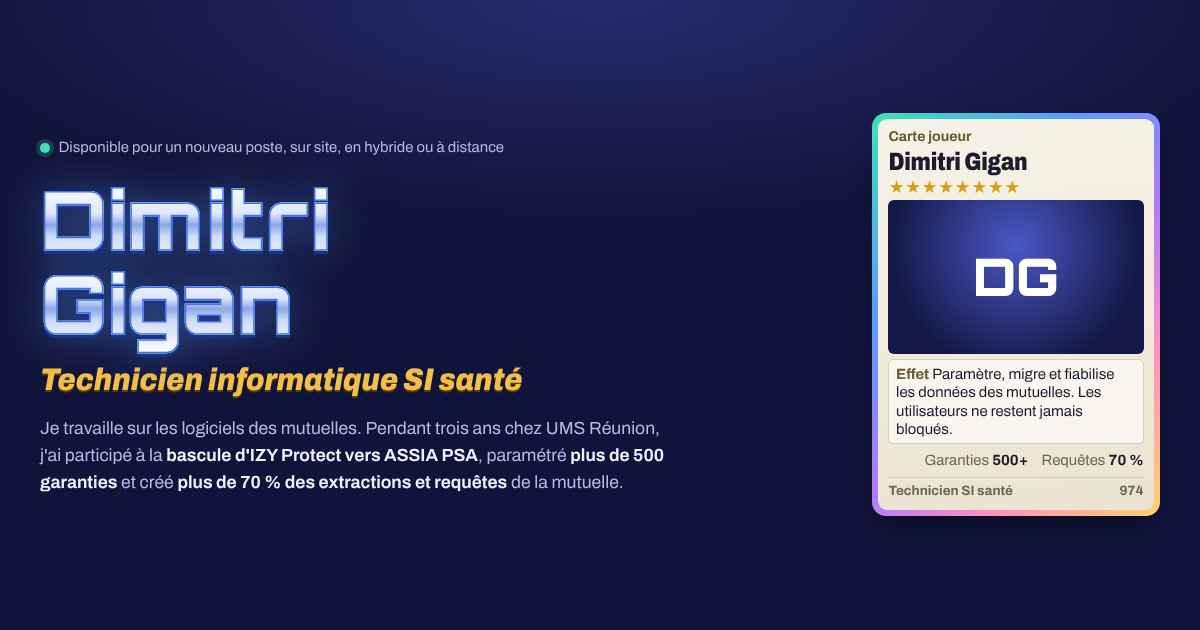 Disponible pour un nouveau poste, sur site, en hybride ou à distance
Dimitri
Gigan
Technicien informatique SI santé
Je travaille sur les logiciels des mutuelles. Pendant trois ans chez UMS Réunion,
j'ai participé à la bascule d'IZY Protect vers ASSIA PSA, paramétré plus de 500
garanties et créé plus de 70 % des extractions et requêtes de la mutuelle.
Carte joueur
Dimitri Gigan
★★★★★★★★
DG
Effet Paramètre, migre et fiabilise
les données des mutuelles. Les
utilisateurs ne restent jamais
bloqués.
Garanties 500+ Requêtes 70 %
Technicien SI santé 974